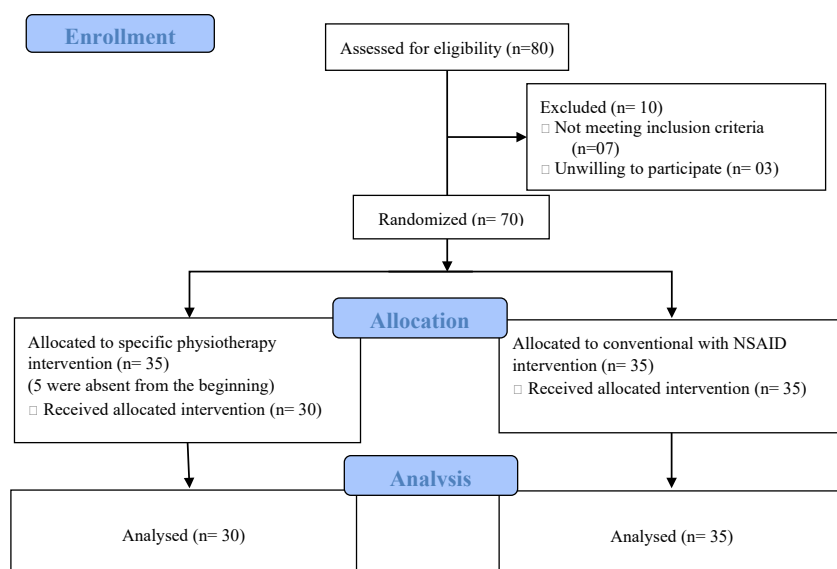 Enrollment
Assessed for eligibility (n=80)
Excluded (n= 10)
□ Not meeting inclusion criteria
(n=07)
□ Unwilling to participate (n= 03)
Randomized (n= 70)
Allocation
Allocated to specific physiotherapy
intervention (n= 35)
(5 were absent from the beginning)
□ Received allocated intervention (n= 30)
Allocated to conventional with NSAID
intervention (n= 35)
□ Received allocated intervention (n= 35)
Analysis
Analysed (n= 30)
Analysed (n= 35)